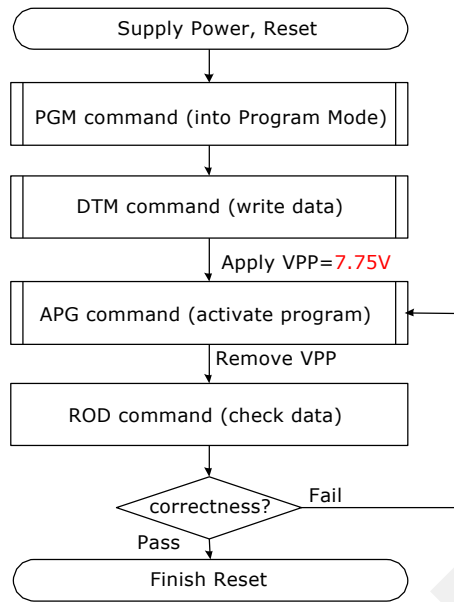 Supply Power, Reset
PGM command (into Program Mode)
DTM command (write data)
Apply VPP=7.75V
APG command (activate program)
Remove VPP
ROD command (check data)
correctness?
Fail
Pass
Finish Reset